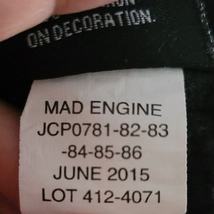 ON DECORATION.
MAD ENGINE
JCP0781-82-83
-84-85-86
JUNE 2015
LOT 412-4071